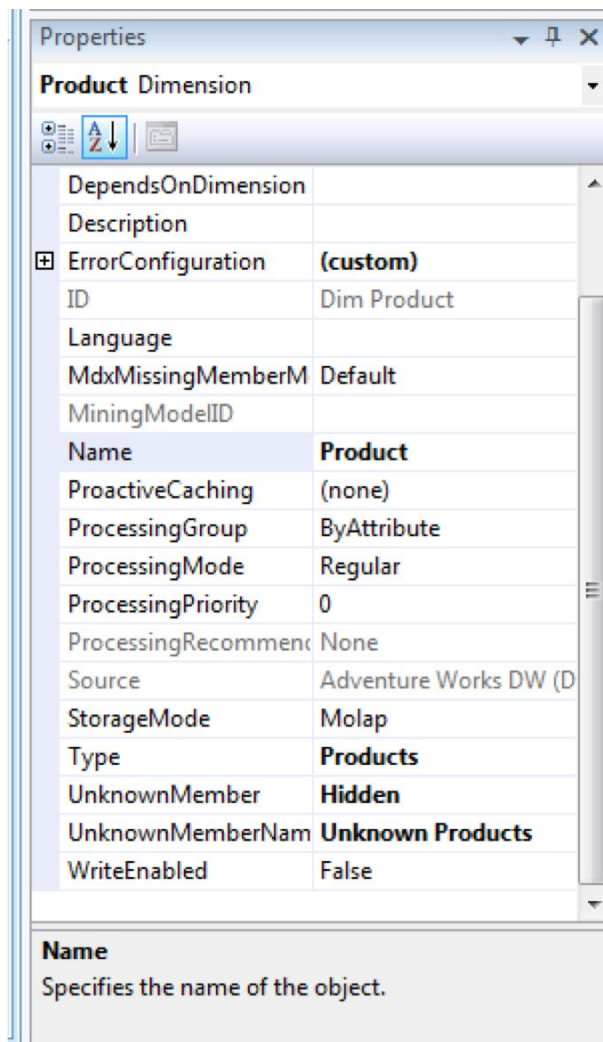 Properties
Product Dimension
DependsOnDimension
Description
ErrorConfiguration (custom)
ID Dim Product
Language
MdxMissingMemberM Default
MiningModelID
Name Product
ProactiveCaching (none)
ProcessingGroup ByAttribute
ProcessingMode Regular
ProcessingPriority 0
ProcessingRecommend None
Source Adventure Works DW (D
StorageMode Molap
Type Products
UnknownMember Hidden
UnknownMemberNam Unknown Products
WriteEnabled False
Name
Specifies the name of the object.